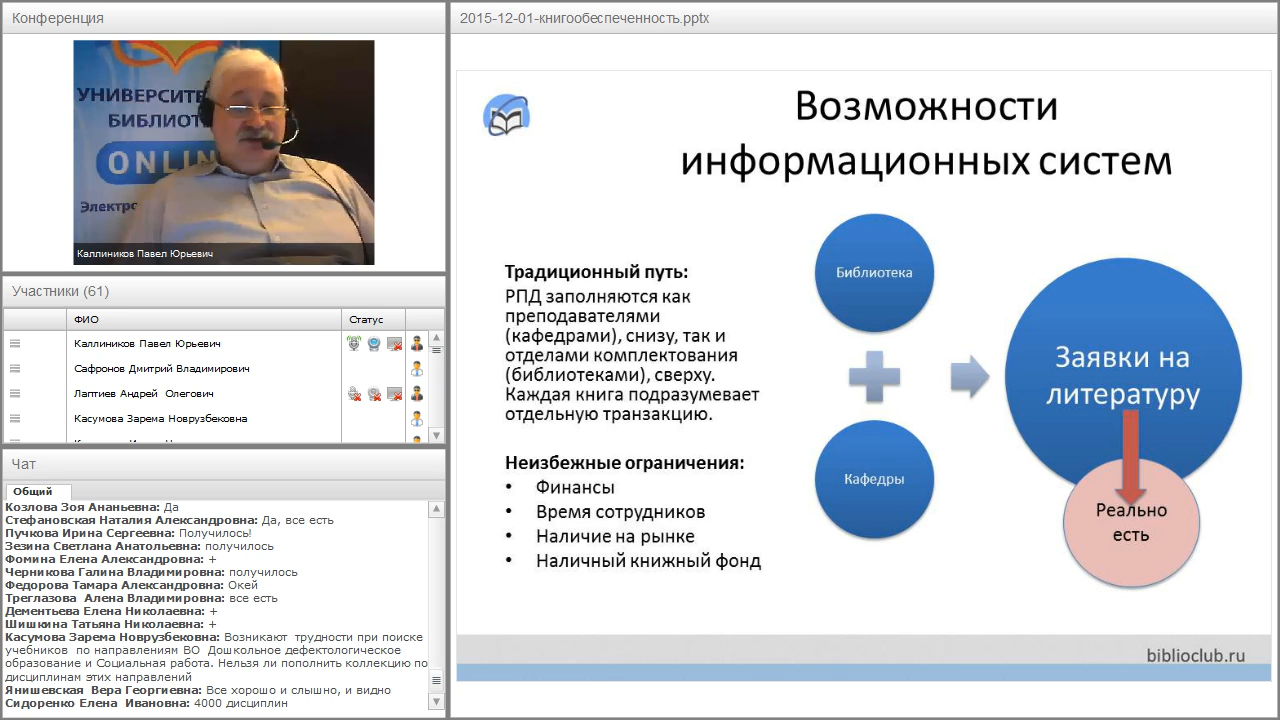 Конференция
УНИВЕРСИТЕ
БИБЛИОТ
ONLIN
Электро
Каллиников Павел Юрьевич
Участники (61)
ФИО Статус
Каллиников Павел Юрьевич
Сафронов Дмитрий Владимирович
Лаптиев Андрей Олегович
Касумова Зарема Новрузбековна
Чат
Общий
Козлова Зоя Ананьевна: Да
Стефановская Наталия Александровна: Да, все есть
Пучкова Ирина Сергеевна: Получилось!
Зезина Светлана Анатольевна: получилось
Фомина Елена Александровна: +
Черникова Галина Владимировна: получилось
Федорова Тамара Александровна: Окей
Треглазова Алена Владимировна: все есть
Дементьева Елена Николаевна: +
Шишкина Татьяна Николаевна: +
Касумова Зарема Новрузбековна: Возникают трудности при поиске
учебников по направлениям ВО Дошкольное дефектологическое
образование и Социальная работа. Нельзя ли пополнить коллекцию по
дисциплинам этих направлений
Янишевская Вера Георгиевна: Все хорошо и слышно, и видно
Сидоренко Елена Ивановна: 4000 дисциплин
2015-12-01-книгообеспеченность.pptx
Возможности
информационных систем
Традиционный путь:
РПД заполняются как
преподавателями
(кафедрами), снизу, так и
отделами комплектования
(библиотеками), сверху.
Каждая книга подразумевает
отдельную транзакцию.
Неизбежные ограничения:
• Финансы
• Время сотрудников
• Наличие на рынке
• Наличный книжный фонд
Библиотека
Кафедры
Заявки на
литературу
Реально
есть
biblioclub.ru